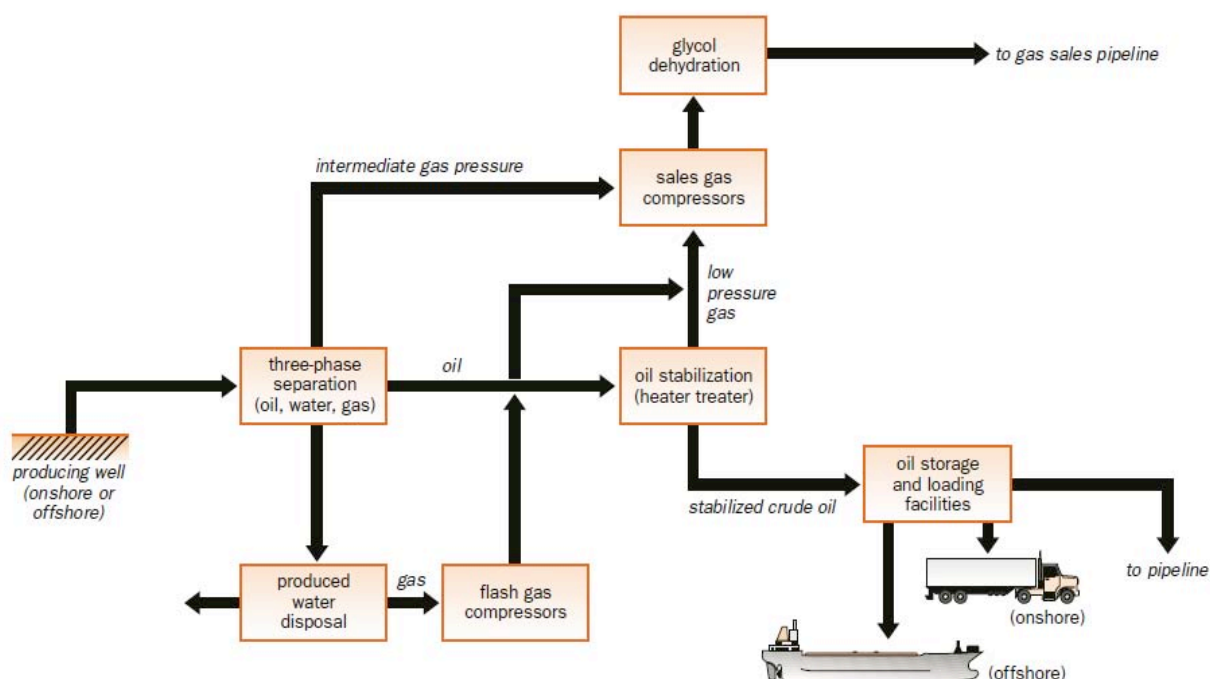 glycol
dehydration
to gas sales pipeline
intermediate gas pressure
sales gas
compressors
low
pressure
gas
three-phase
separation
(oil, water, gas)
oil
oil stabilization
(heater treater)
producing well
(onshore or
offshore)
oil storage
and loading
facilities
stabilized crude oil
to pipeline
produced
water
disposal
gas
flash gas
compressors
(onshore)
(offshore)